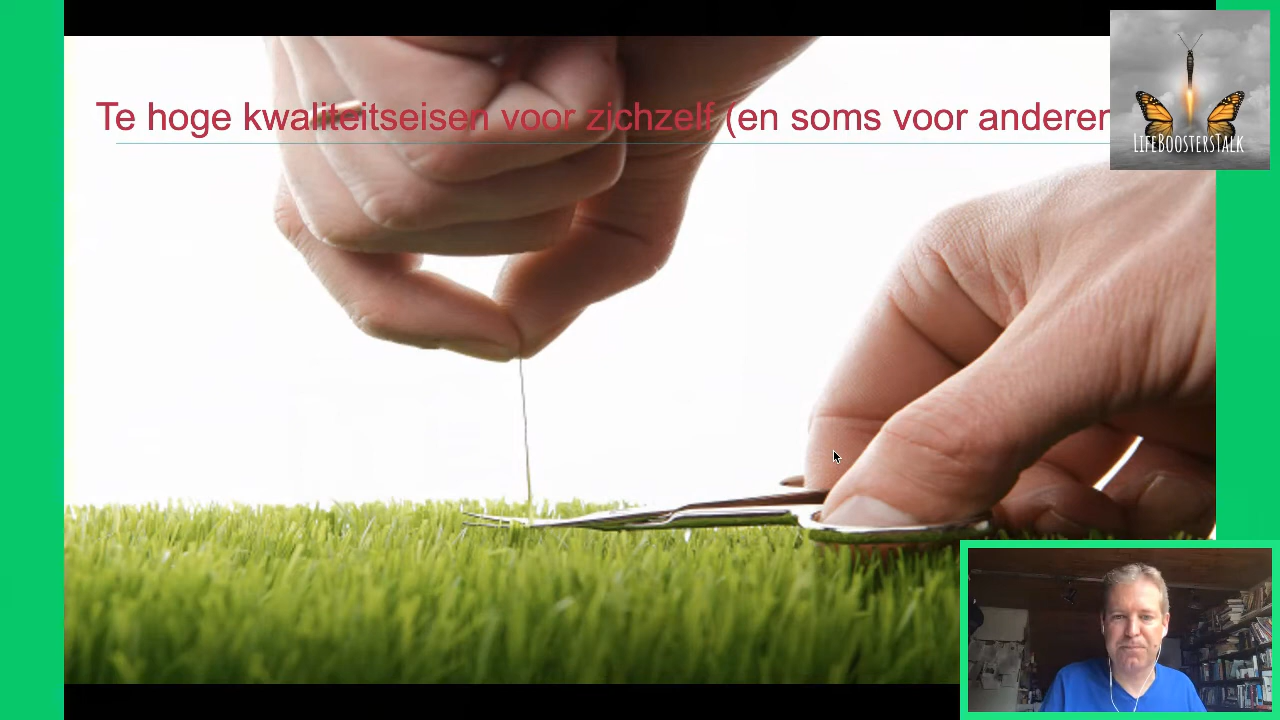 Te hoge kwaliteitseisen voor zichzelf (en soms voor anderen
LIFEBOOSTERSTALK